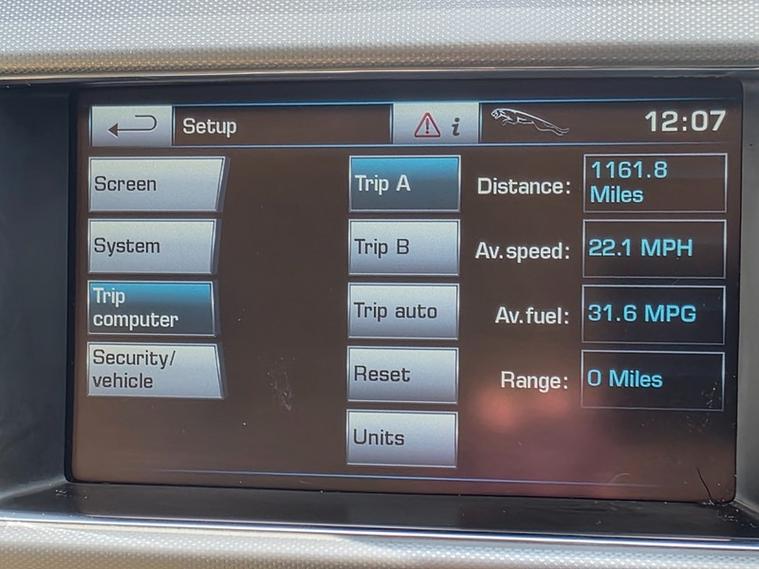 Setup
i
12:07
Screen
System
Trip
computer
Security/
vehicle
Trip A
Trip B
Trip auto
Reset
Units
Distance:
1161.8
Miles
Av.speed:
22.1 MPH
Av.fuel:
31.6 MPG
Range:
0 Miles